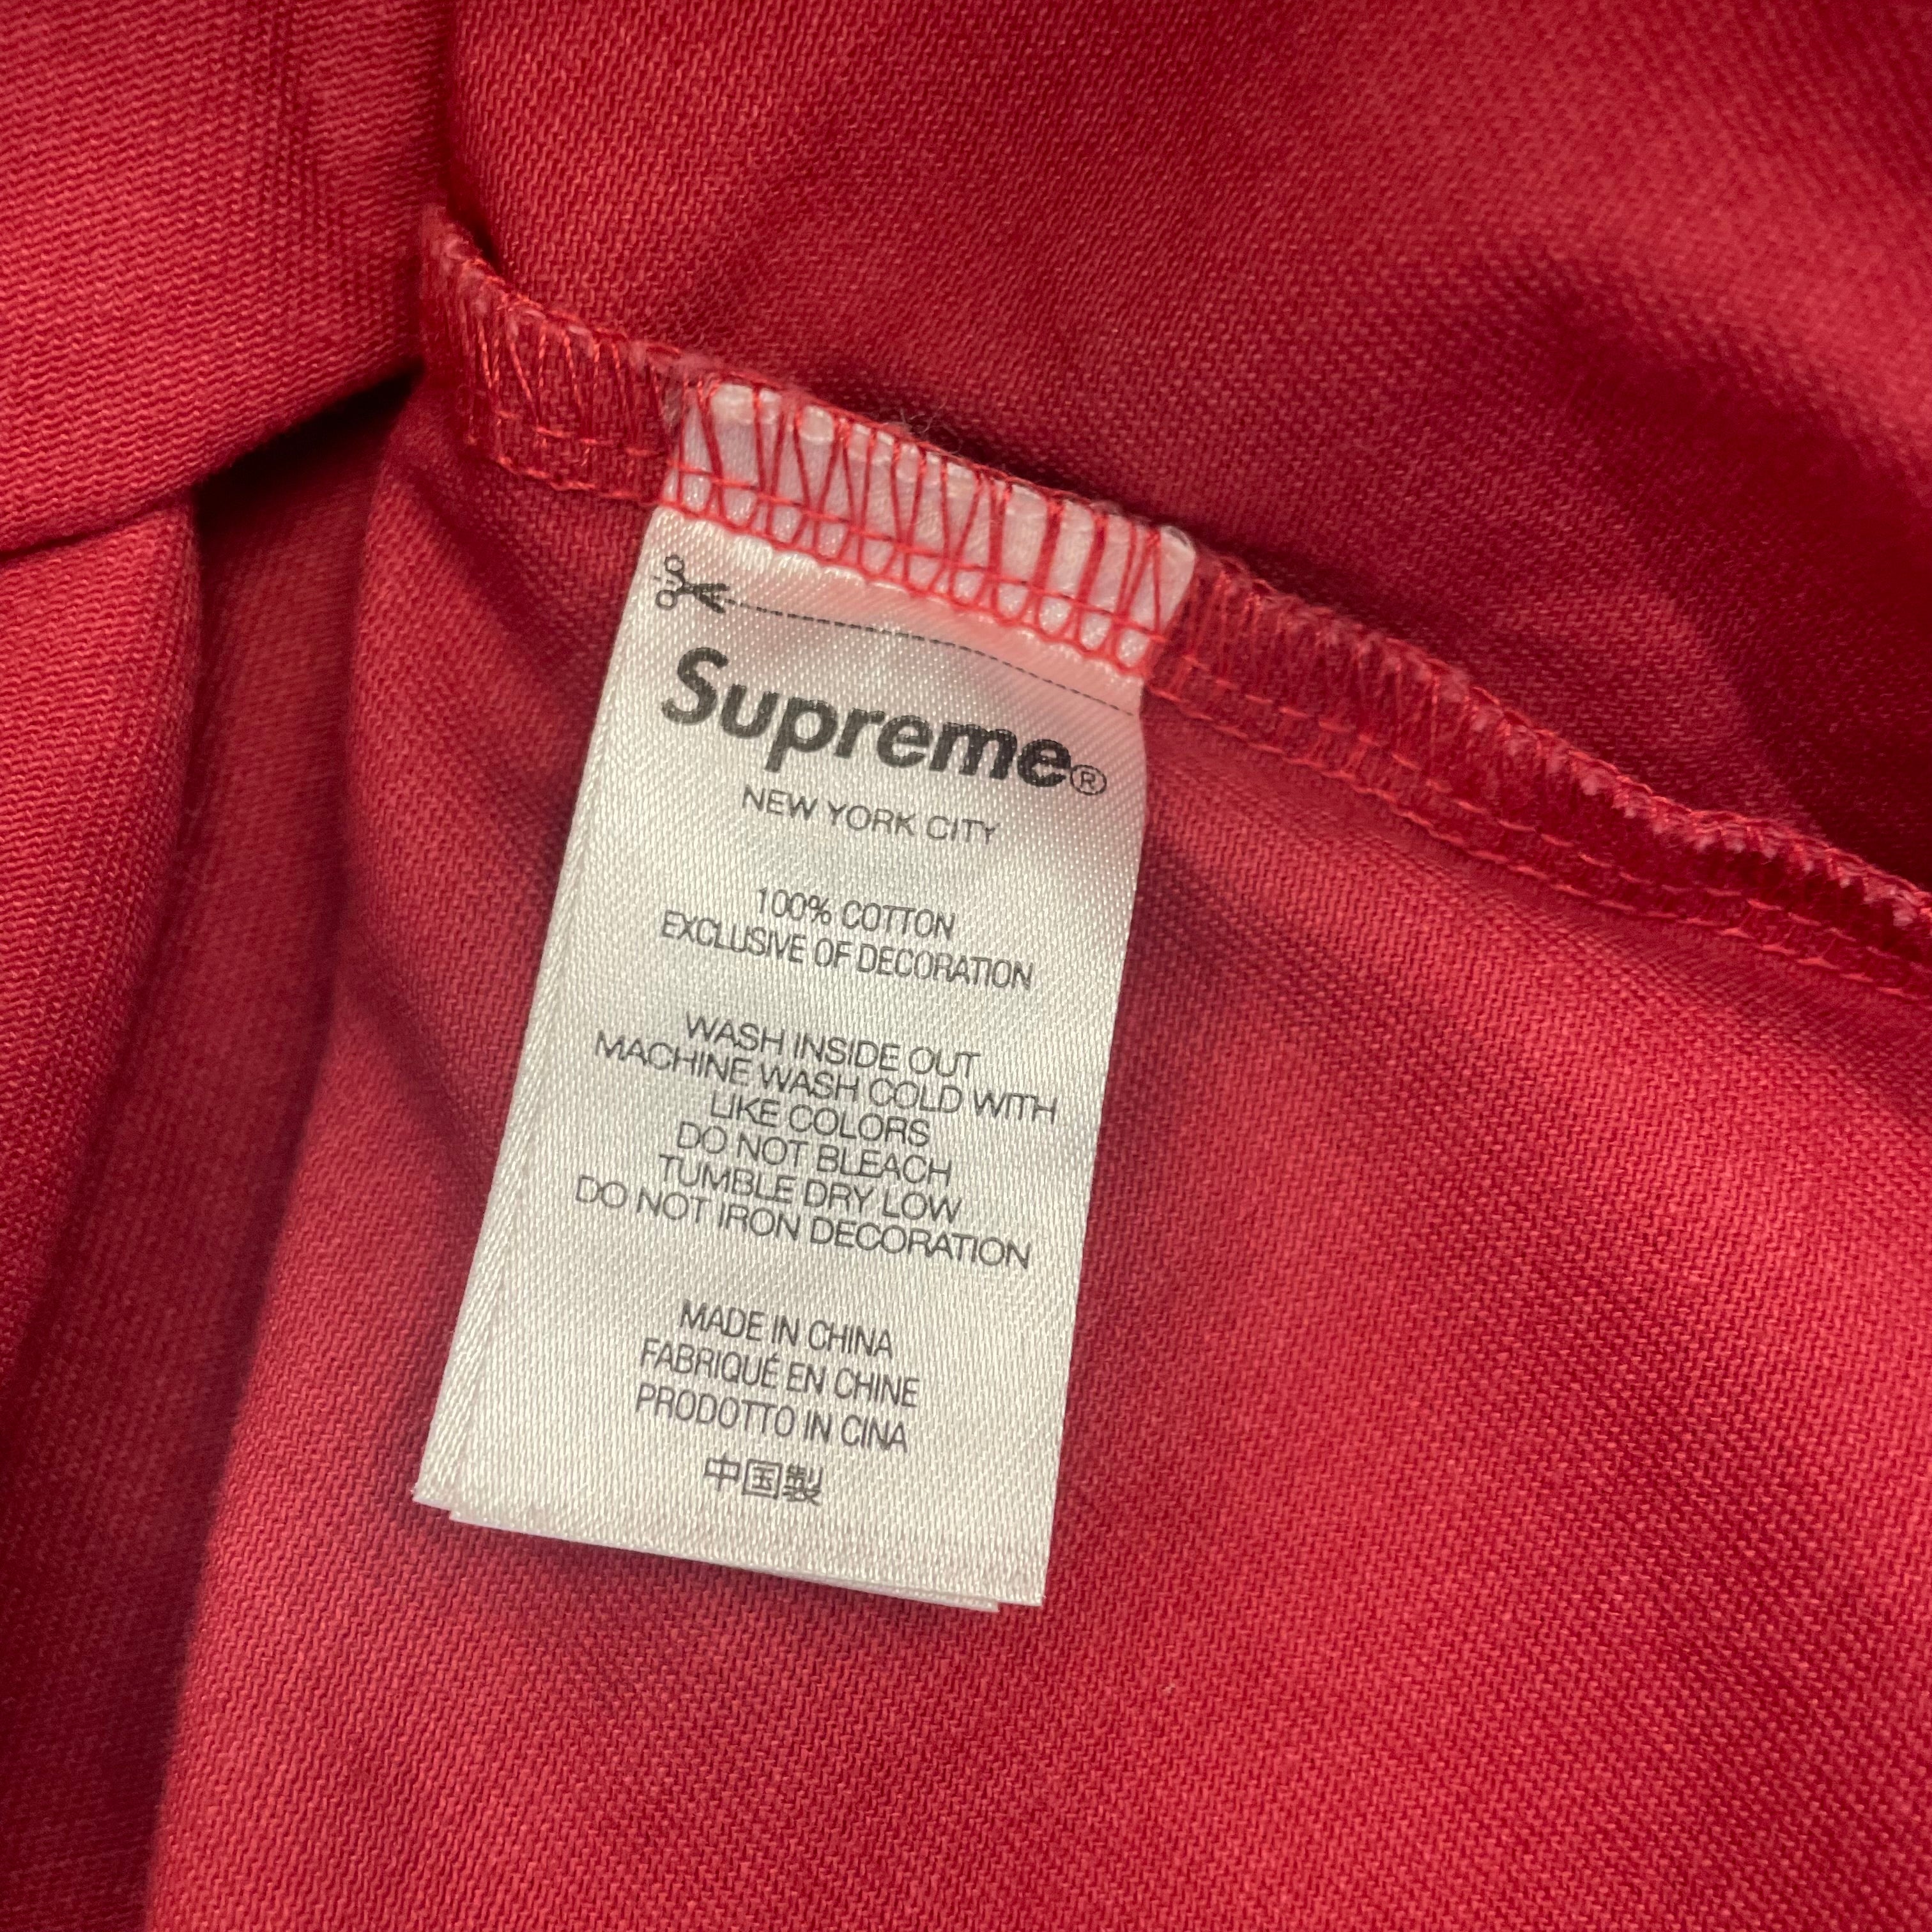 Supreme®
NEW YORK CITY
100% COTTON
EXCLUSIVE OF DECORATION
WASH INSIDE OUT
MACHINE WASH COLD WITH
LIKE COLORS
DO NOT BLEACH
TUMBLE DRY LOW
DO NOT IRON DECORATION
MADE IN CHINA
FABRIQUÉ EN CHINE
PRODOTTO IN CINA
中国製